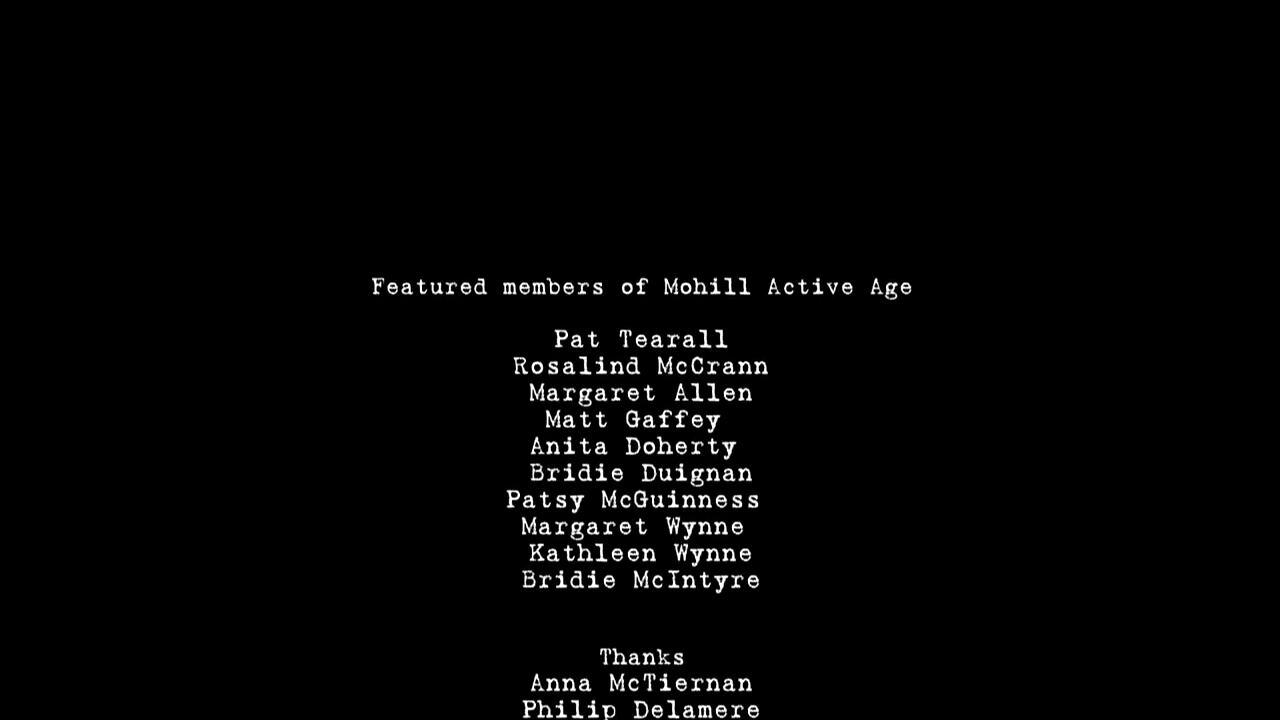 Featured members of Mohill Active Age
Pat Tearall
Rosalind McCrann
Margaret Allen
Matt Gaffey
Anita Doherty
Bridie Duignan
Patsy McGuinness
Margaret Wynne
Kathleen Wynne
Bridie McIntyre
Thanks
Anna McTiernan
Philip Delamere